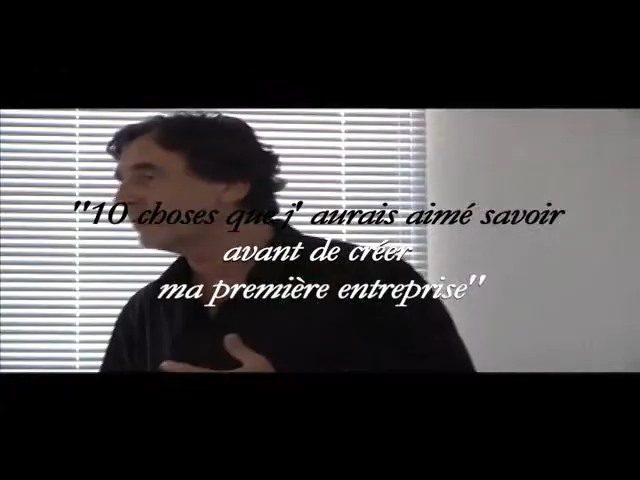 "10 choses que j' aurais aimé savoir
avant de créer
ma première entreprise"